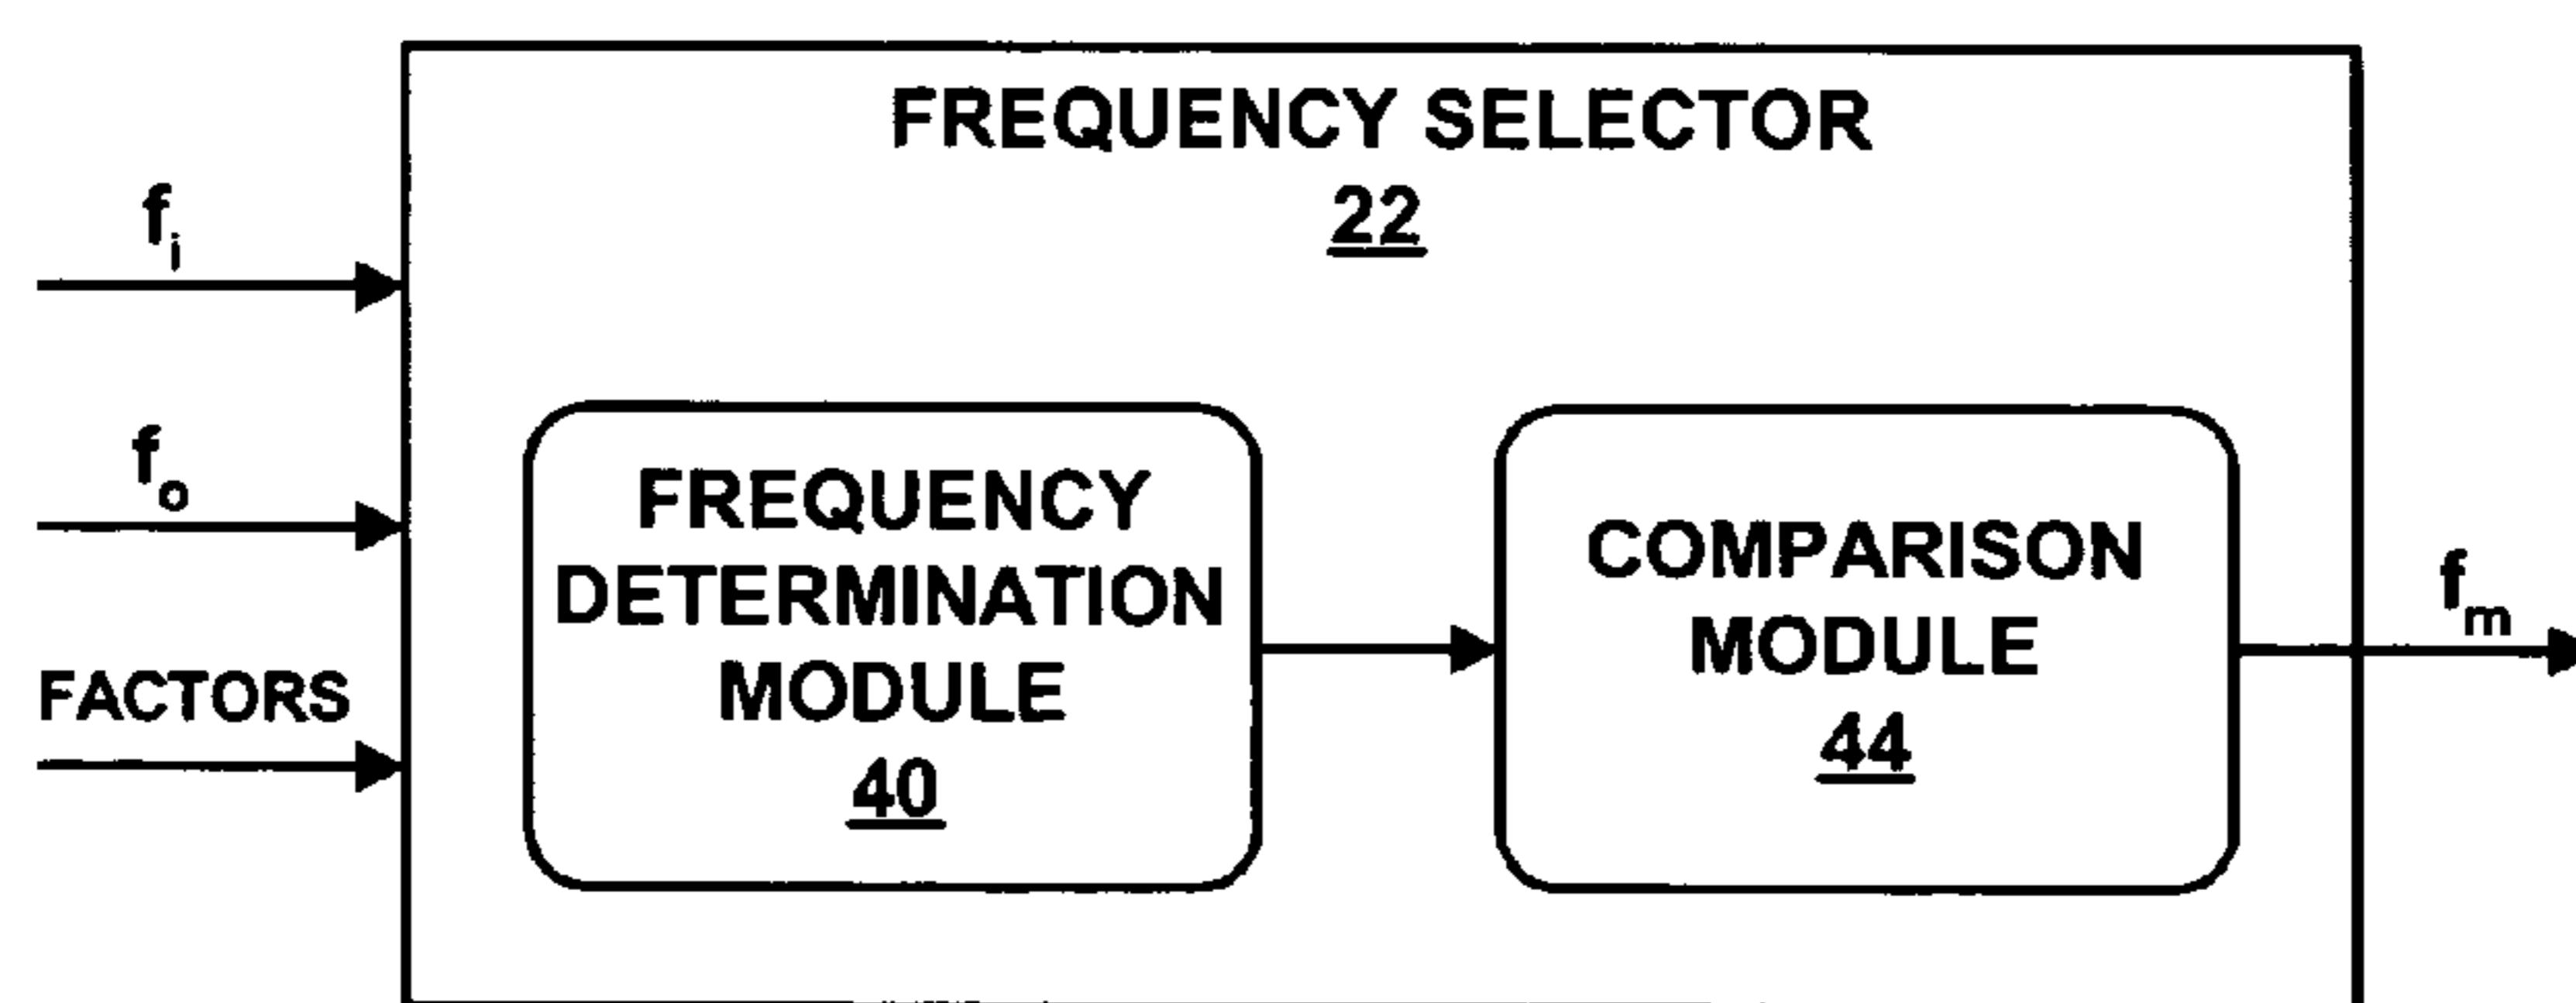 FREQUENCY SELECTOR
22
fi
fo
FACTORS
FREQUENCY
DETERMINATION
MODULE
40
COMPARISON
MODULE
44
fm